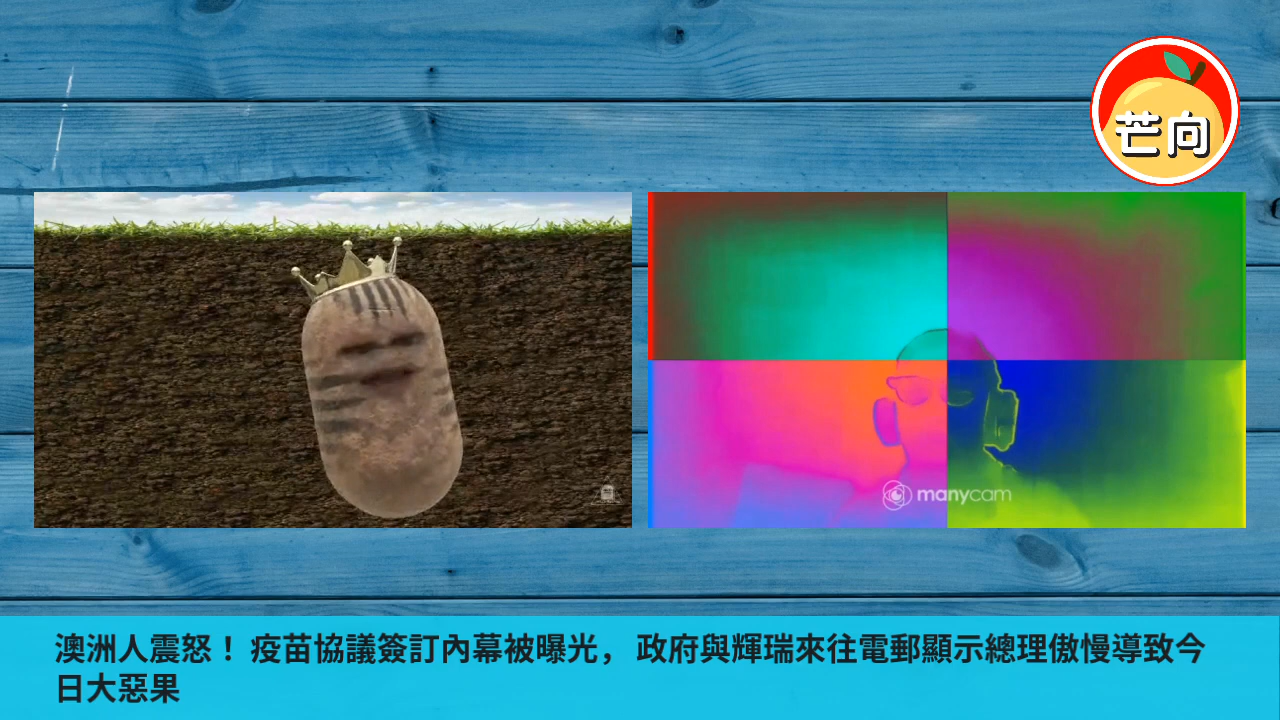 芒向
manycam
澳洲人震怒！ 疫苗協議簽訂內幕被曝光， 政府與輝瑞來往電郵顯示總理傲慢導致今
日大惡果